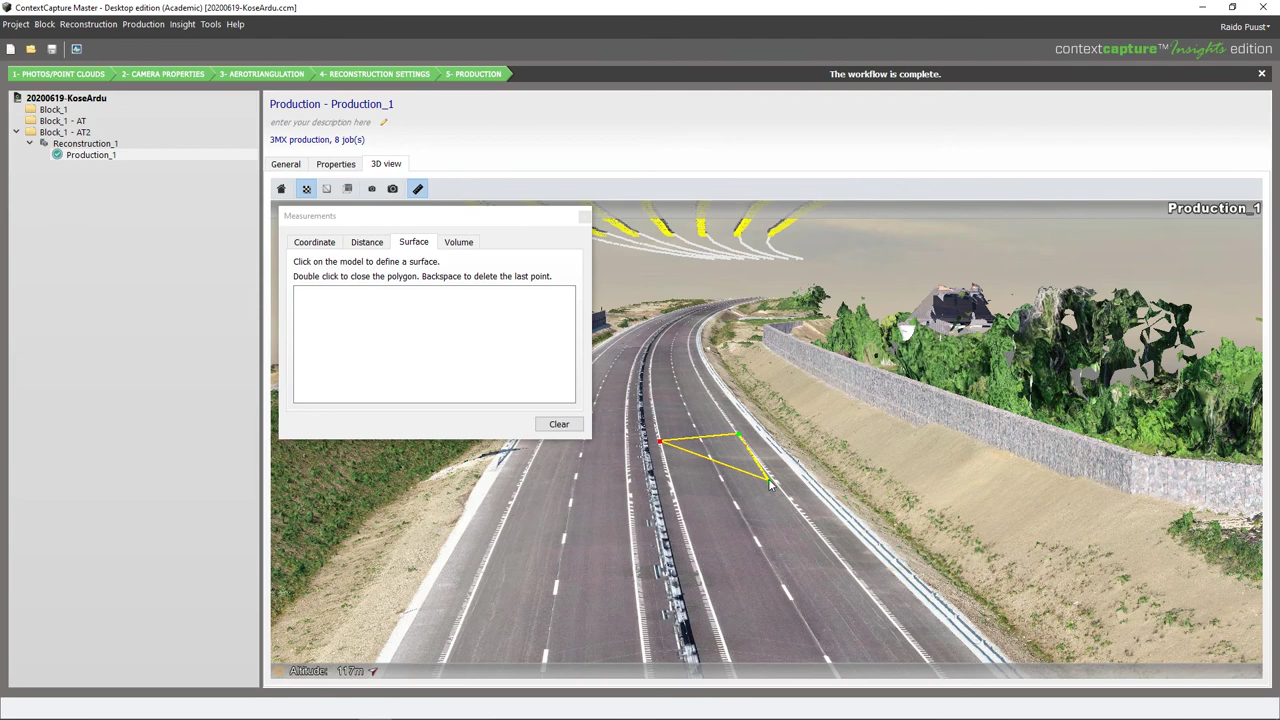 ContextCapture Master - Desktop edition (Academic) [20200619-KoseArdu.ccm]
Project Block Reconstruction Production Insight Tools Help
Raido Puust
contextcapture™ Insights edition
1- PHOTOS/POINT CLOUDS 2- CAMERA PROPERTIES 3- AEROTRIANGULATION 4- RECONSTRUCTION SETTINGS 5- PRODUCTION The workflow is complete.
20200619-KoseArdu
Block_1
Block_1 - AT
Block_1 - AT2
Reconstruction_1
Production_1
Production - Production_1
enter your description here
3MX production, 8 job(s)
General Properties 3D view
Production_1
Measurements
Coordinate Distance Surface Volume
Click on the model to define a surface.
Double click to close the polygon. Backspace to delete the last point.
Clear
Altitude: 117m